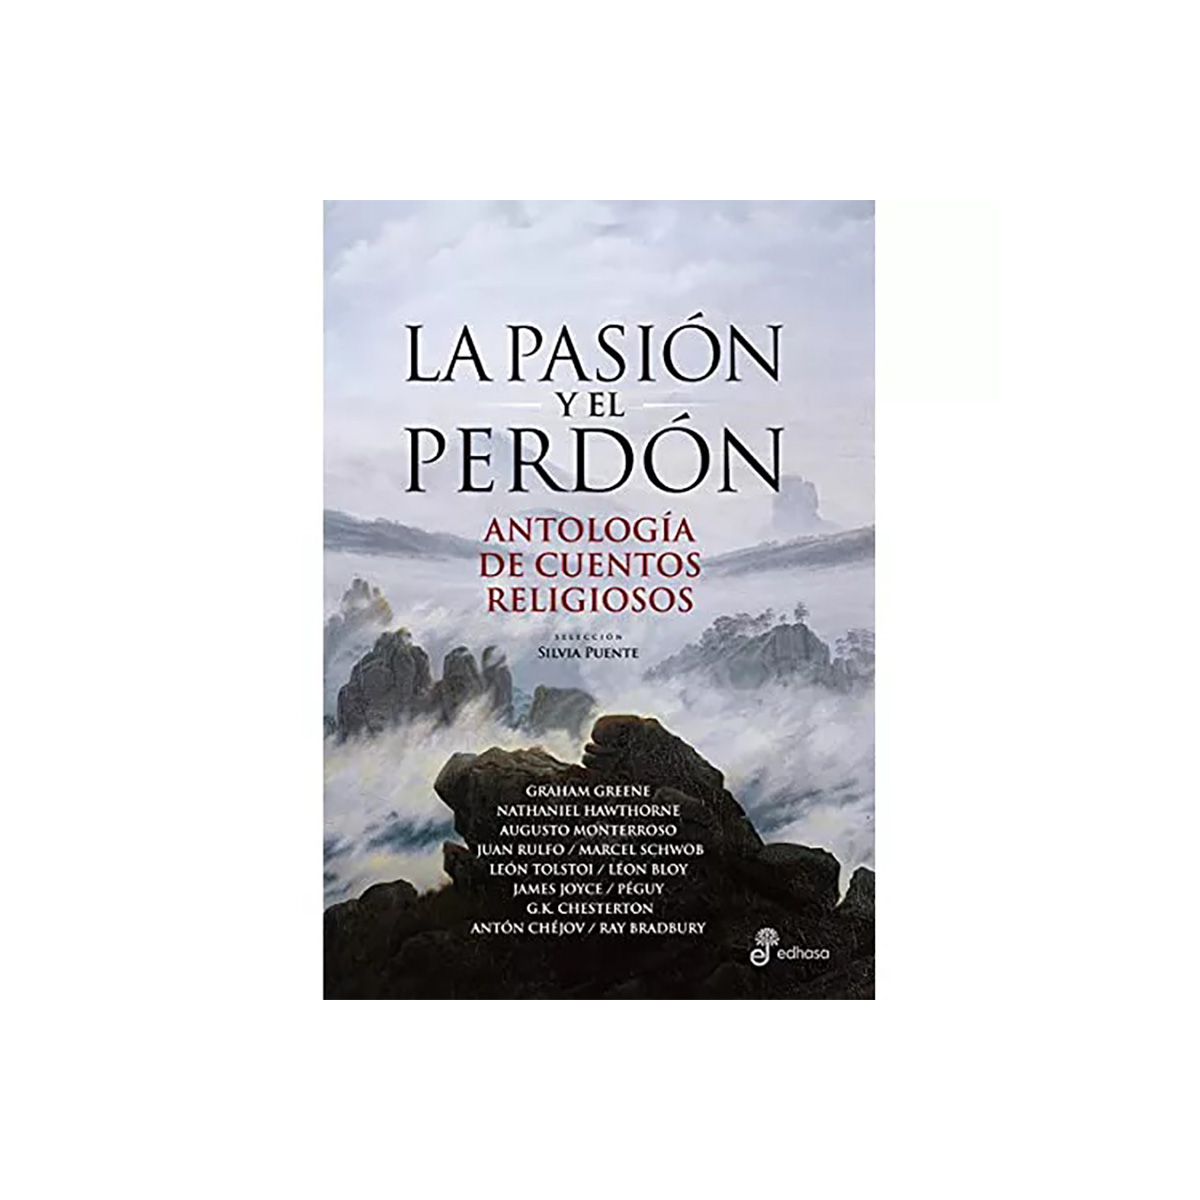 LA PASIÓN
Y EL
PERDÓN
ANTOLOGÍA
DE CUENTOS
RELIGIOSOS
SELECCIÓN
SILVIA PUENTE
GRAHAM GREENE
NATHANIEL HAWTHORNE
AUGUSTO MONTERROSO
JUAN RULFO / MARCEL SCHWOB
LEÓN TOLSTOI / LÉON BLOY
JAMES JOYCE / PÉGUY
G.K. CHESTERTON
ANTÓN CHÉJOV / RAY BRADBURY
edhasa